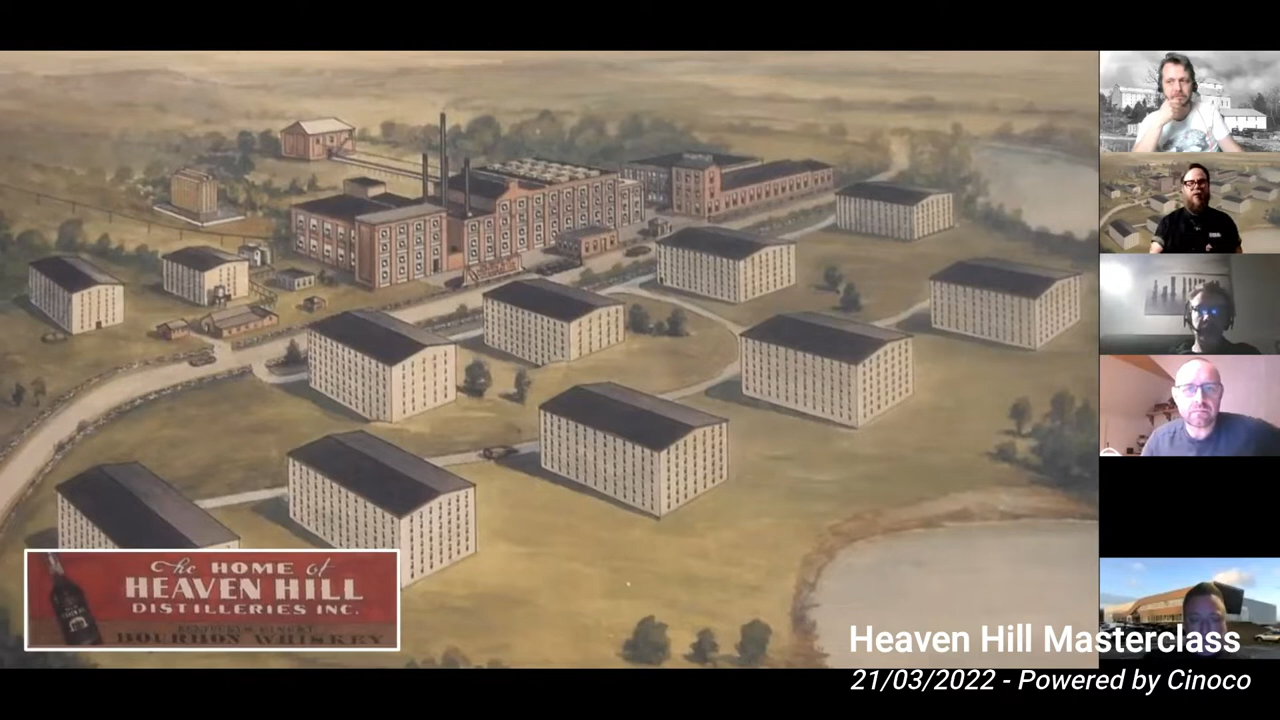 The HOME of
HEAVEN HILL
DISTILLERIES INC.
BOURBON WHISKEY
Heaven Hill Masterclass
21/03/2022 - Powered by Cinoco